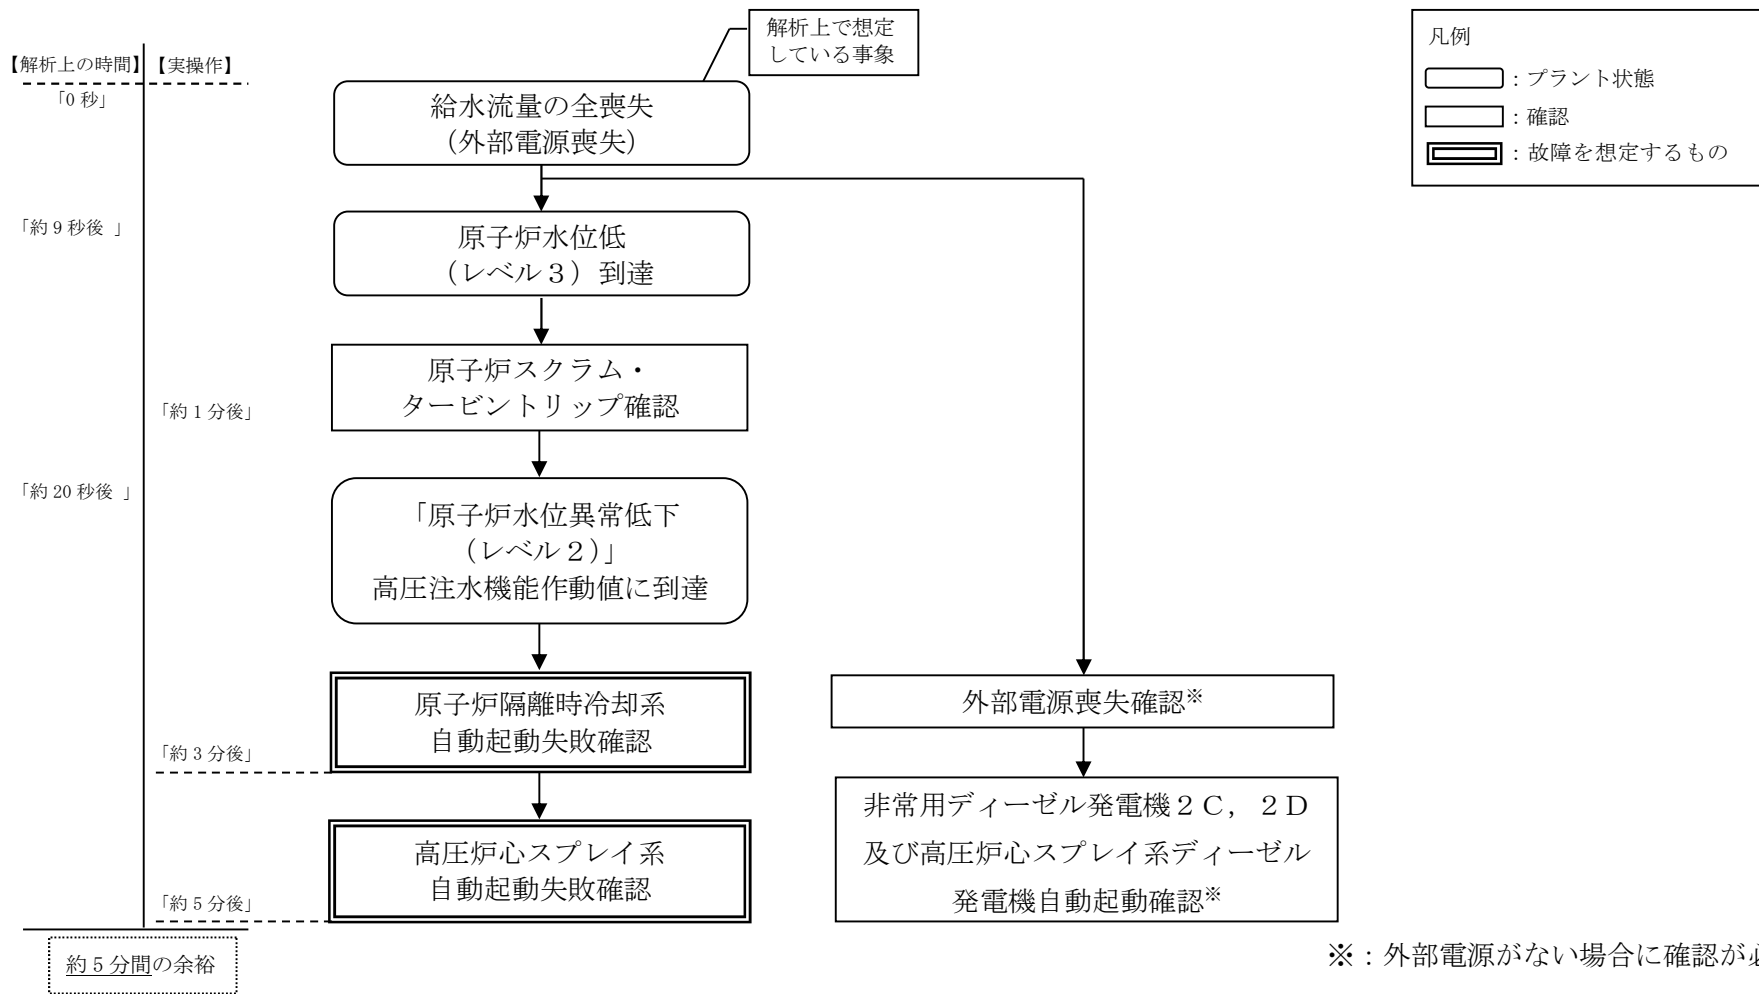 解析上で想定
している事象
【解析上の時間】
【実操作】
「0 秒」
給水流量の全喪失
（外部電源喪失）
「約 9 秒後 」
原子炉水位低
（レベル３）到達
原子炉スクラム・
タービントリップ確認
「約 1 分後」
「約 20 秒後 」
「原子炉水位異常低下
（レベル２）」
高圧注水機能作動値に到達
原子炉隔離時冷却系
自動起動失敗確認
「約 3 分後」
高圧炉心スプレイ系
自動起動失敗確認
「約 5 分後」
約 5 分間の余裕
外部電源喪失確認※
非常用ディーゼル発電機２Ｃ，２Ｄ
及び高圧炉心スプレイ系ディーゼル
発電機自動起動確認※
凡例
：プラント状態
：確認
：故障を想定するもの
※：外部電源がない場合に確認が